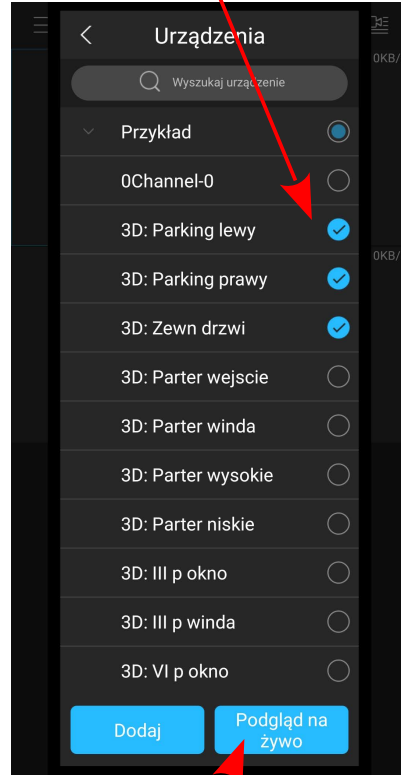 Urządzenia
0KB/
Wyszukaj urządzenie
Przykład
0Channel-0
3D: Parking lewy
0KB/
3D: Parking prawy
3D: Zewn drzwi
3D: Parter wejscie
3D: Parter winda
3D: Parter wysokie
3D: Parter niskie
3D: III p okno
3D: III p winda
3D: VI p okno
Dodaj
Podgląd na
żywo